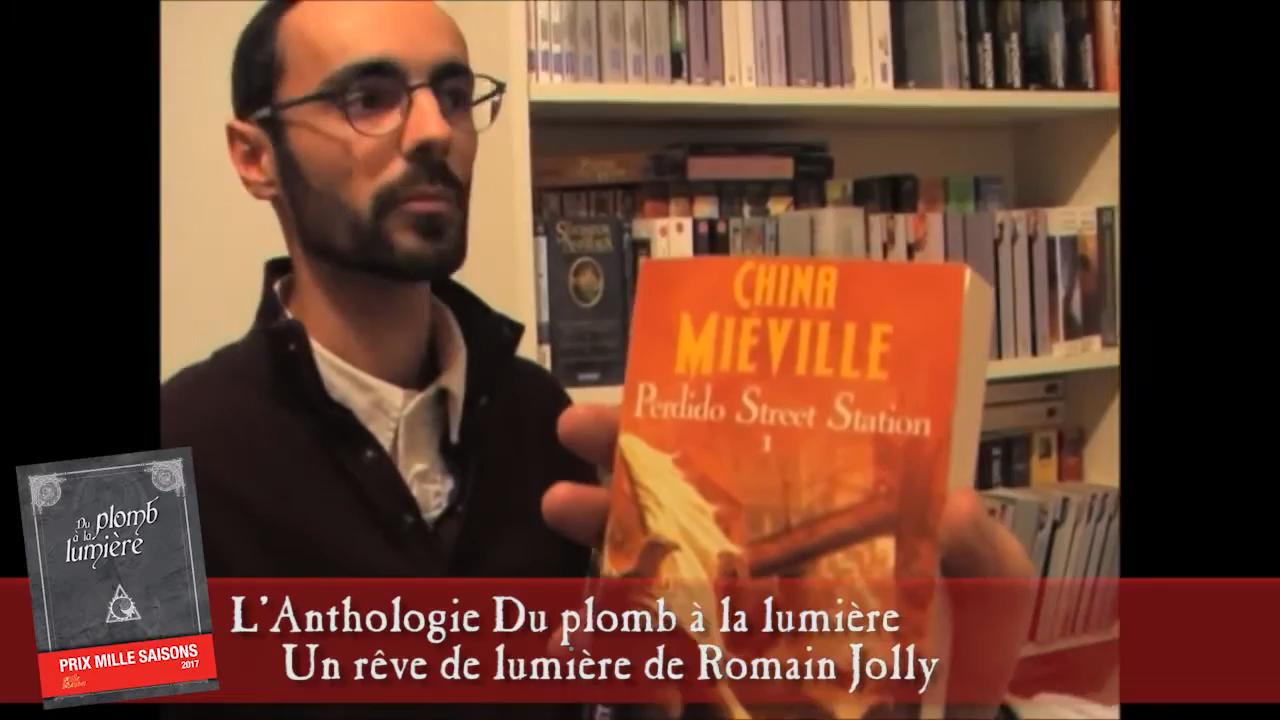 CHINA
MIÉVILLE
Perdido Street Station
1
Du plomb
à la
lumière
PRIX MILLE SAISONS
2017
L'Anthologie Du plomb à la lumière
Un rêve de lumière de Romain Jolly